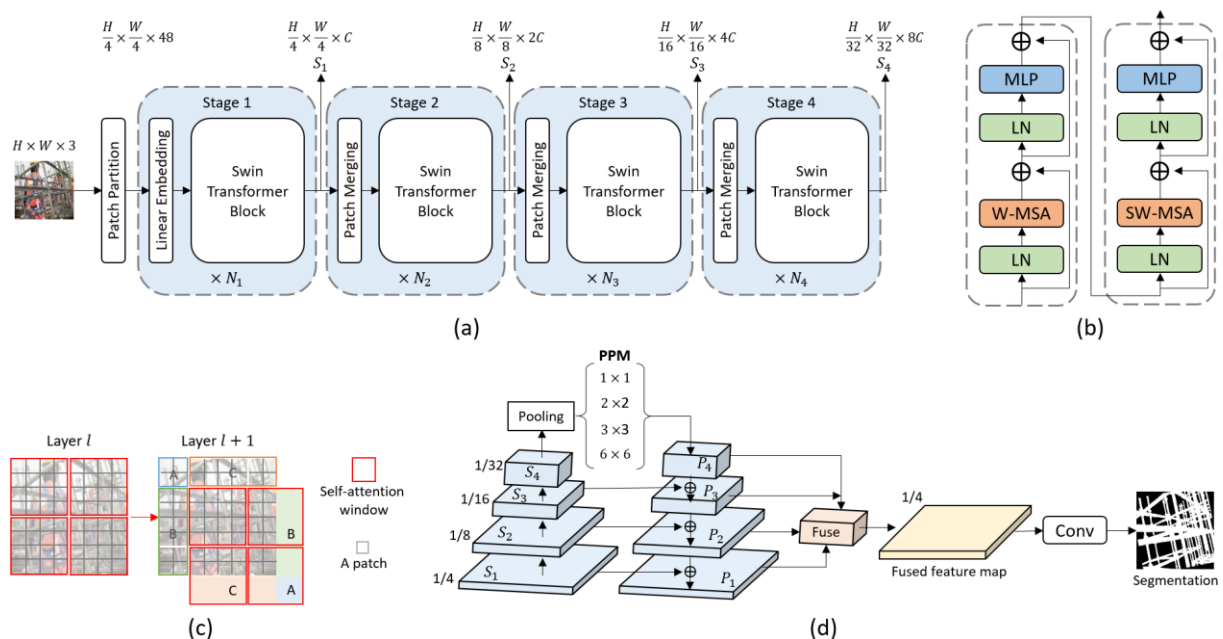 H/4 × W/4 × 48
H/4 × W/4 × C
H/8 × W/8 × 2C
H/16 × W/16 × 4C
H/32 × W/32 × 8C
S₁
S₂
S₃
S₄
H × W × 3
Patch Partition
Stage 1
Linear Embedding
Swin
Transformer
Block
× N₁
Stage 2
Patch Merging
Swin
Transformer
Block
× N₂
Stage 3
Patch Merging
Swin
Transformer
Block
× N₃
Stage 4
Patch Merging
Swin
Transformer
Block
× N₄
(a)
MLP
LN
W-MSA
LN
MLP
LN
SW-MSA
LN
(b)
Layer l
Layer l + 1
A
C
B
B
C
A
Self-attention
window
A patch
(c)
PPM
1 × 1
2 × 2
3 × 3
6 × 6
Pooling
1/32
S₄
1/16
S₃
1/8
S₂
1/4
S₁
P₄
P₃
P₂
P₁
Fuse
1/4
Fused feature map
Conv
Segmentation
(d)